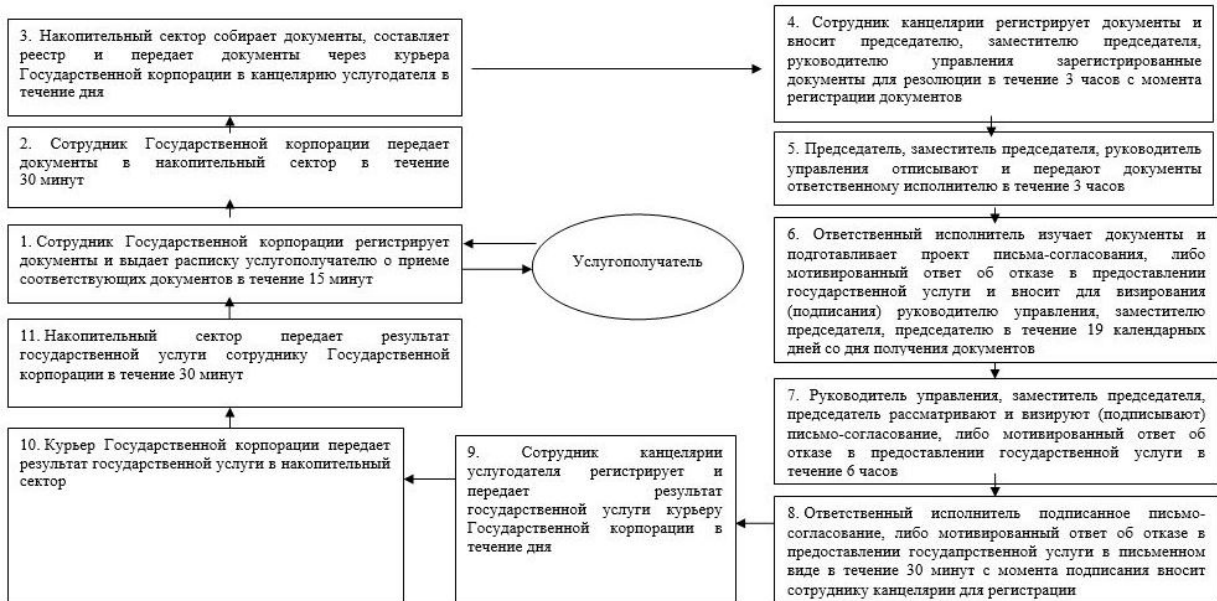 3. Накопительный сектор собирает документы, составляет
реестр и передает документы через курьера
Государственной корпорации в канцелярию услугодателя в
течение дня
2. Сотрудник Государственной корпорации передает
документы в накопительный сектор в течение
30 минут
1. Сотрудник Государственной корпорации регистрирует
документы и выдает расписку услугополучателю о приеме
соответствующих документов в течение 15 минут
11. Накопительный сектор передает результат
государственной услуги сотруднику Государственной
корпорации в течение 30 минут
10. Курьер Государственной корпорации передает
результат государственной услуги в накопительный
сектор
Услугополучатель
9. Сотрудник канцелярии
услугодателя регистрирует и
передает результат
государственной услуги курьеру
Государственной корпорации в
течение дня
4. Сотрудник канцелярии регистрирует документы и
вносит председателю, заместителю председателя,
руководителю управления зарегистрированные
документы для резолюции в течение 3 часов с момента
регистрации документов
5. Председатель, заместитель председателя, руководитель
управления отписывают и передают документы
ответственному исполнителю в течение 3 часов
6. Ответственный исполнитель изучает документы и
подготавливает проект письма-согласования, либо
мотивированный ответ об отказе в предоставлении
государственной услуги и вносит для визирования
(подписания) руководителю управления, заместителю
председателя, председателю в течение 19 календарных
дней со дня получения документов
7. Руководитель управления, заместитель председателя,
председатель рассматривают и визируют (подписывают)
письмо-согласование, либо мотивированный ответ об
отказе в предоставлении государственной услуги в
течение 6 часов
8. Ответственный исполнитель подписанное письмо-
согласование, либо мотивированный ответ об отказе в
предоставлении государственной услуги в письменном
виде в течение 30 минут с момента подписания вносит
сотруднику канцелярии для регистрации